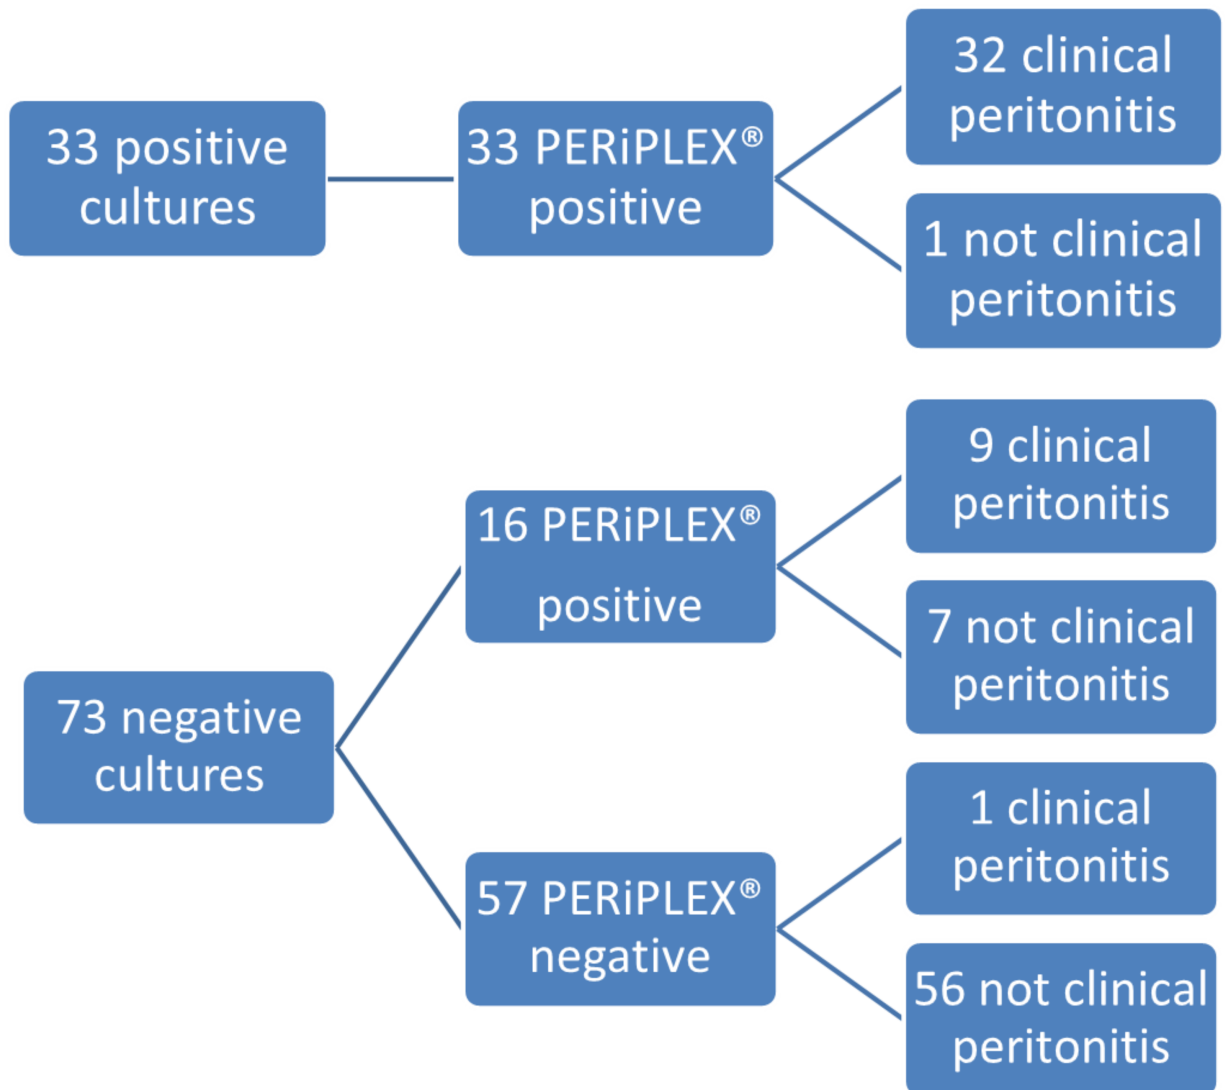 33 positive
cultures
33 PERiPLEX®
positive
32 clinical
peritonitis
1 not clinical
peritonitis
73 negative
cultures
16 PERiPLEX®
positive
9 clinical
peritonitis
7 not clinical
peritonitis
57 PERiPLEX®
negative
1 clinical
peritonitis
56 not clinical
peritonitis